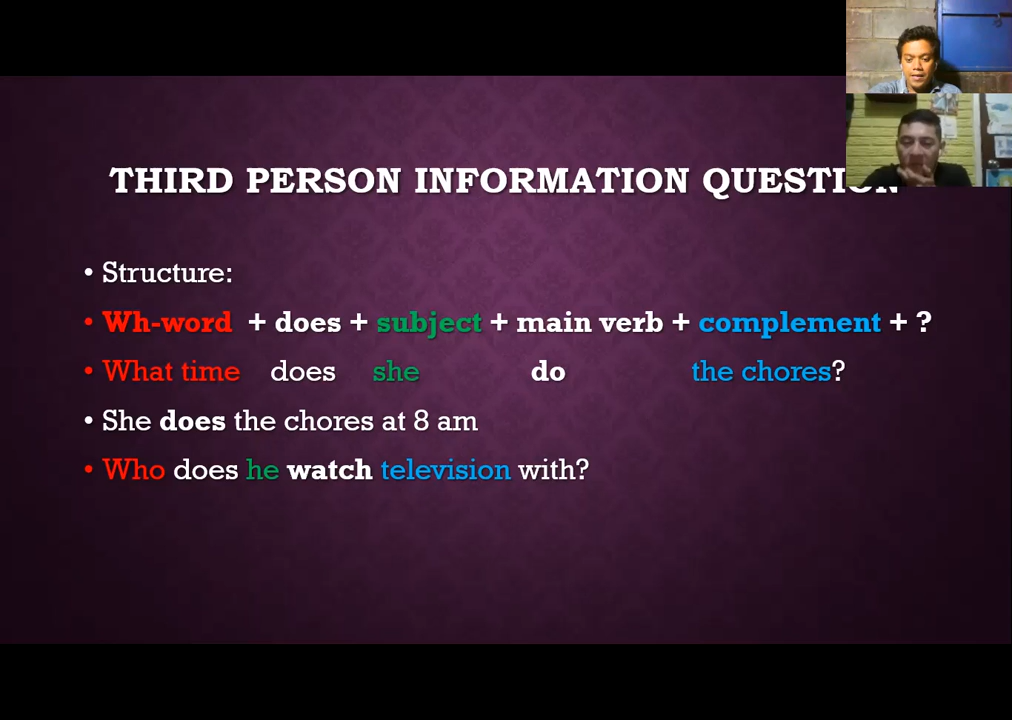 THIRD PERSON INFORMATION QUESTION
• Structure:
• Wh-word + does + subject + main verb + complement + ?
• What time does she do the chores?
• She does the chores at 8 am
• Who does he watch television with?